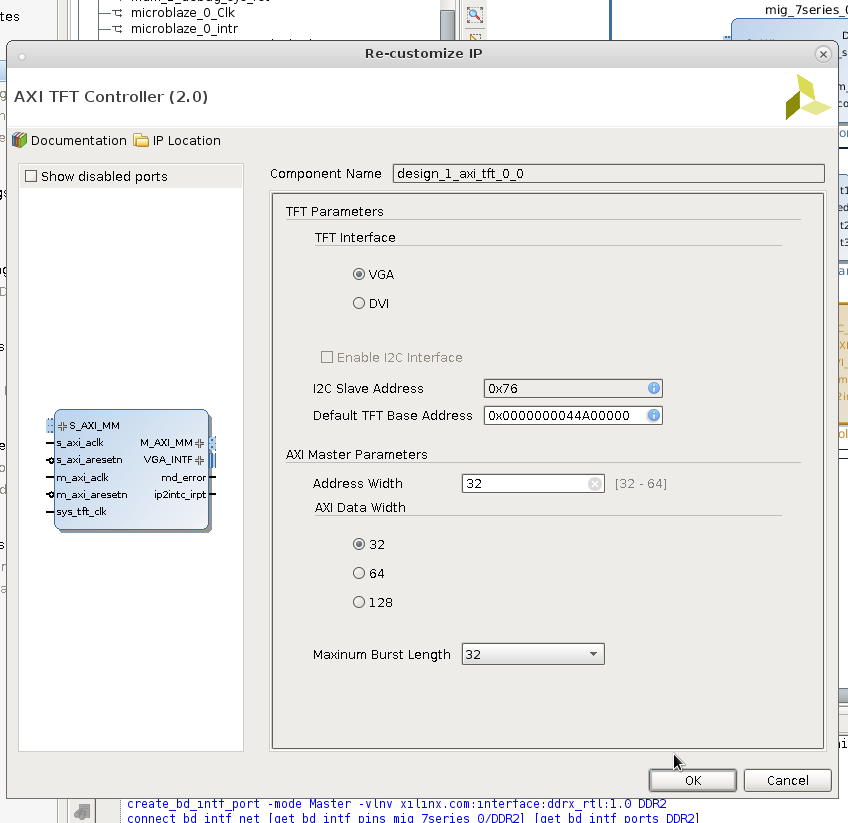 microblaze_0_Clk
microblaze_0_intr
mig_7series_0
Re-customize IP
AXI TFT Controller (2.0)
Documentation IP Location
Show disabled ports
Component Name design_1_axi_tft_0_0
TFT Parameters
TFT Interface
VGA
DVI
Enable I2C Interface
I2C Slave Address 0x76
Default TFT Base Address 0x0000000044A00000
AXI Master Parameters
Address Width 32 [32 - 64]
AXI Data Width
32
64
128
Maxinum Burst Length 32
S_AXI_MM
s_axi_aclk M_AXI_MM
s_axi_aresetn VGA_INTF
m_axi_aclk md_error
m_axi_aresetn ip2intc_irpt
sys_tft_clk
OK Cancel
create_bd_intf_port -mode Master -vlnv xilinx.com:interface:ddrx_rtl:1.0 DDR2
connect_bd_intf_net [get_bd_intf_pins mig_7series_0/DDR2] [get_bd_intf_ports DDR2]